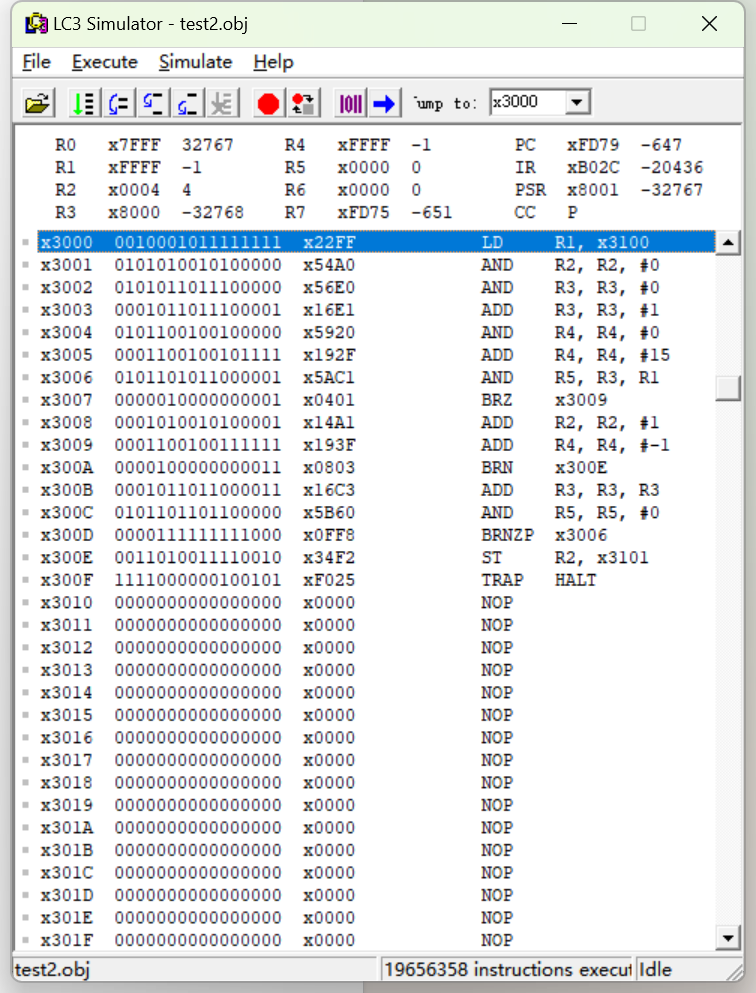 LC3 Simulator - test2.obj
File Execute Simulate Help
Jump to: x3000
R0 x7FFF 32767 R4 xFFFF -1 PC xFD79 -647
R1 xFFFF -1 R5 x0000 0 IR xB02C -20436
R2 x0004 4 R6 x0000 0 PSR x8001 -32767
R3 x8000 -32768 R7 xFD75 -651 CC P
x3000 0010001011111111 x22FF LD R1, x3100
x3001 0101010010100000 x54A0 AND R2, R2, #0
x3002 0101011011100000 x56E0 AND R3, R3, #0
x3003 0001011011100001 x16E1 ADD R3, R3, #1
x3004 0101100100100000 x5920 AND R4, R4, #0
x3005 0001100100101111 x192F ADD R4, R4, #15
x3006 0101101011000001 x5AC1 AND R5, R3, R1
x3007 0000010000000001 x0401 BRZ x3009
x3008 0001010010100001 x14A1 ADD R2, R2, #1
x3009 0001100100111111 x193F ADD R4, R4, #-1
x300A 0000100000000011 x0803 BRN x300E
x300B 0001011011000011 x16C3 ADD R3, R3, R3
x300C 0101101101100000 x5B60 AND R5, R5, #0
x300D 0000111111111000 x0FF8 BRNZP x3006
x300E 0011010011110010 x34F2 ST R2, x3101
x300F 1111000000100101 xF025 TRAP HALT
x3010 0000000000000000 x0000 NOP
x3011 0000000000000000 x0000 NOP
x3012 0000000000000000 x0000 NOP
x3013 0000000000000000 x0000 NOP
x3014 0000000000000000 x0000 NOP
x3015 0000000000000000 x0000 NOP
x3016 0000000000000000 x0000 NOP
x3017 0000000000000000 x0000 NOP
x3018 0000000000000000 x0000 NOP
x3019 0000000000000000 x0000 NOP
x301A 0000000000000000 x0000 NOP
x301B 0000000000000000 x0000 NOP
x301C 0000000000000000 x0000 NOP
x301D 0000000000000000 x0000 NOP
x301E 0000000000000000 x0000 NOP
x301F 0000000000000000 x0000 NOP
test2.obj 19656358 instructions execut Idle